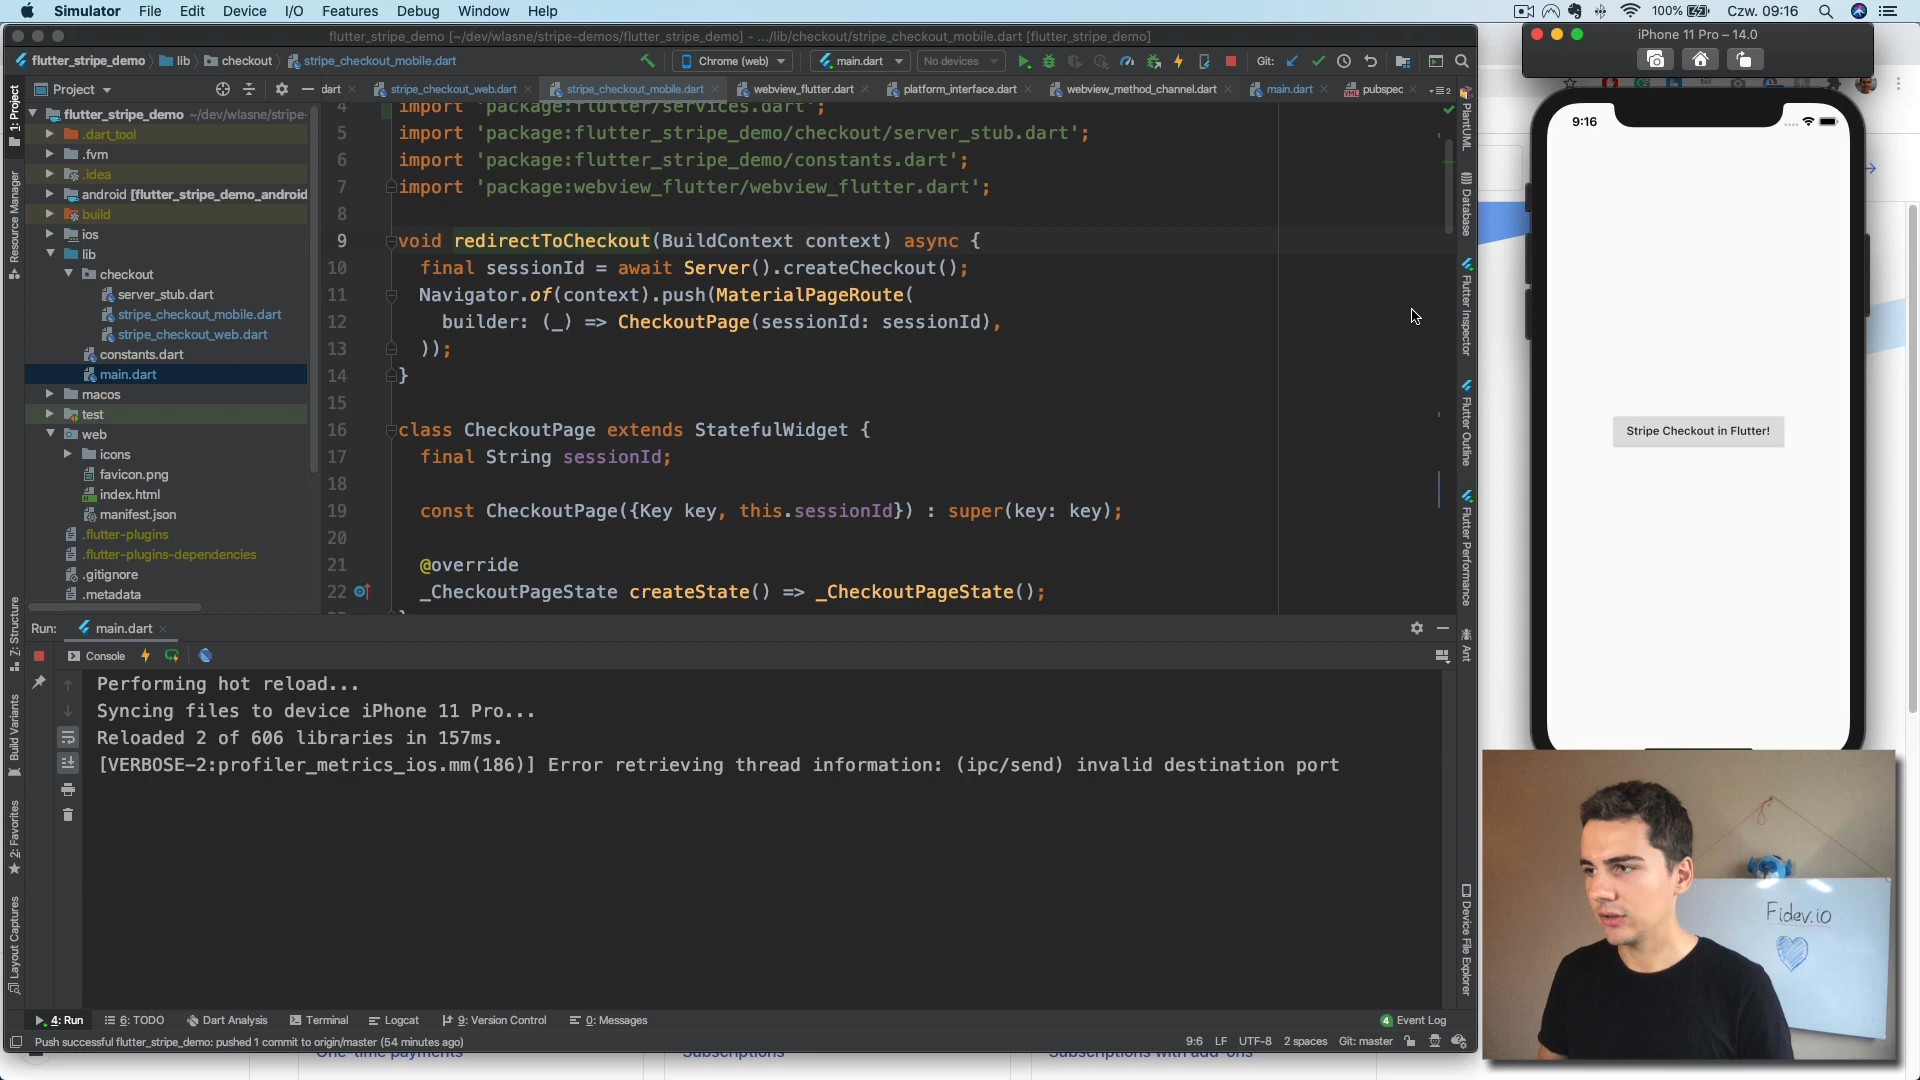 Simulator File Edit Device I/O Features Debug Window Help
100% Czw. 09:16
flutter_stripe_demo [~/dev/wlasne/stripe-demos/flutter_stripe_demo] - .../lib/checkout/stripe_checkout_mobile.dart [flutter_stripe_demo]
iPhone 11 Pro – 14.0
flutter_stripe_demo lib checkout stripe_checkout_mobile.dart
Chrome (web) main.dart No devices Git:
Project
dart stripe_checkout_web.dart stripe_checkout_mobile.dart webview_flutter.dart platform_interface.dart webview_method_channel.dart main.dart pubspec
1: Project
Resource Manager
Z: Structure
Build Variants
2: Favorites
Layout Captures
flutter_stripe_demo ~/dev/wlasne/stripe-
.dart_tool
.fvm
.idea
android [flutter_stripe_demo_android
build
ios
lib
checkout
server_stub.dart
stripe_checkout_mobile.dart
stripe_checkout_web.dart
constants.dart
main.dart
macos
test
web
icons
favicon.png
index.html
manifest.json
.flutter-plugins
.flutter-plugins-dependencies
.gitignore
.metadata
4 import 'package:flutter/services.dart';
5 import 'package:flutter_stripe_demo/checkout/server_stub.dart';
6 import 'package:flutter_stripe_demo/constants.dart';
7 import 'package:webview_flutter/webview_flutter.dart';
8
9 void redirectToCheckout(BuildContext context) async {
10 final sessionId = await Server().createCheckout();
11 Navigator.of(context).push(MaterialPageRoute(
12 builder: (_) => CheckoutPage(sessionId: sessionId),
13 ));
14 }
15
16 class CheckoutPage extends StatefulWidget {
17 final String sessionId;
18
19 const CheckoutPage({Key key, this.sessionId}) : super(key: key);
20
21 @override
22 _CheckoutPageState createState() => _CheckoutPageState();
PlantUML
Database
Flutter Inspector
Flutter Outline
Flutter Performance
Ant
Device File Explorer
9:16
Stripe Checkout in Flutter!
Run: main.dart
Console
Performing hot reload...
Syncing files to device iPhone 11 Pro...
Reloaded 2 of 606 libraries in 157ms.
[VERBOSE-2:profiler_metrics_ios.mm(186)] Error retrieving thread information: (ipc/send) invalid destination port
Fidev.io
4: Run 6: TODO Dart Analysis Terminal Logcat 9: Version Control 0: Messages 4 Event Log
Push successful flutter_stripe_demo: pushed 1 commit to origin/master (54 minutes ago)
9:6 LF UTF-8 2 spaces Git: master
One-time payments Subscriptions Subscriptions with add-ons